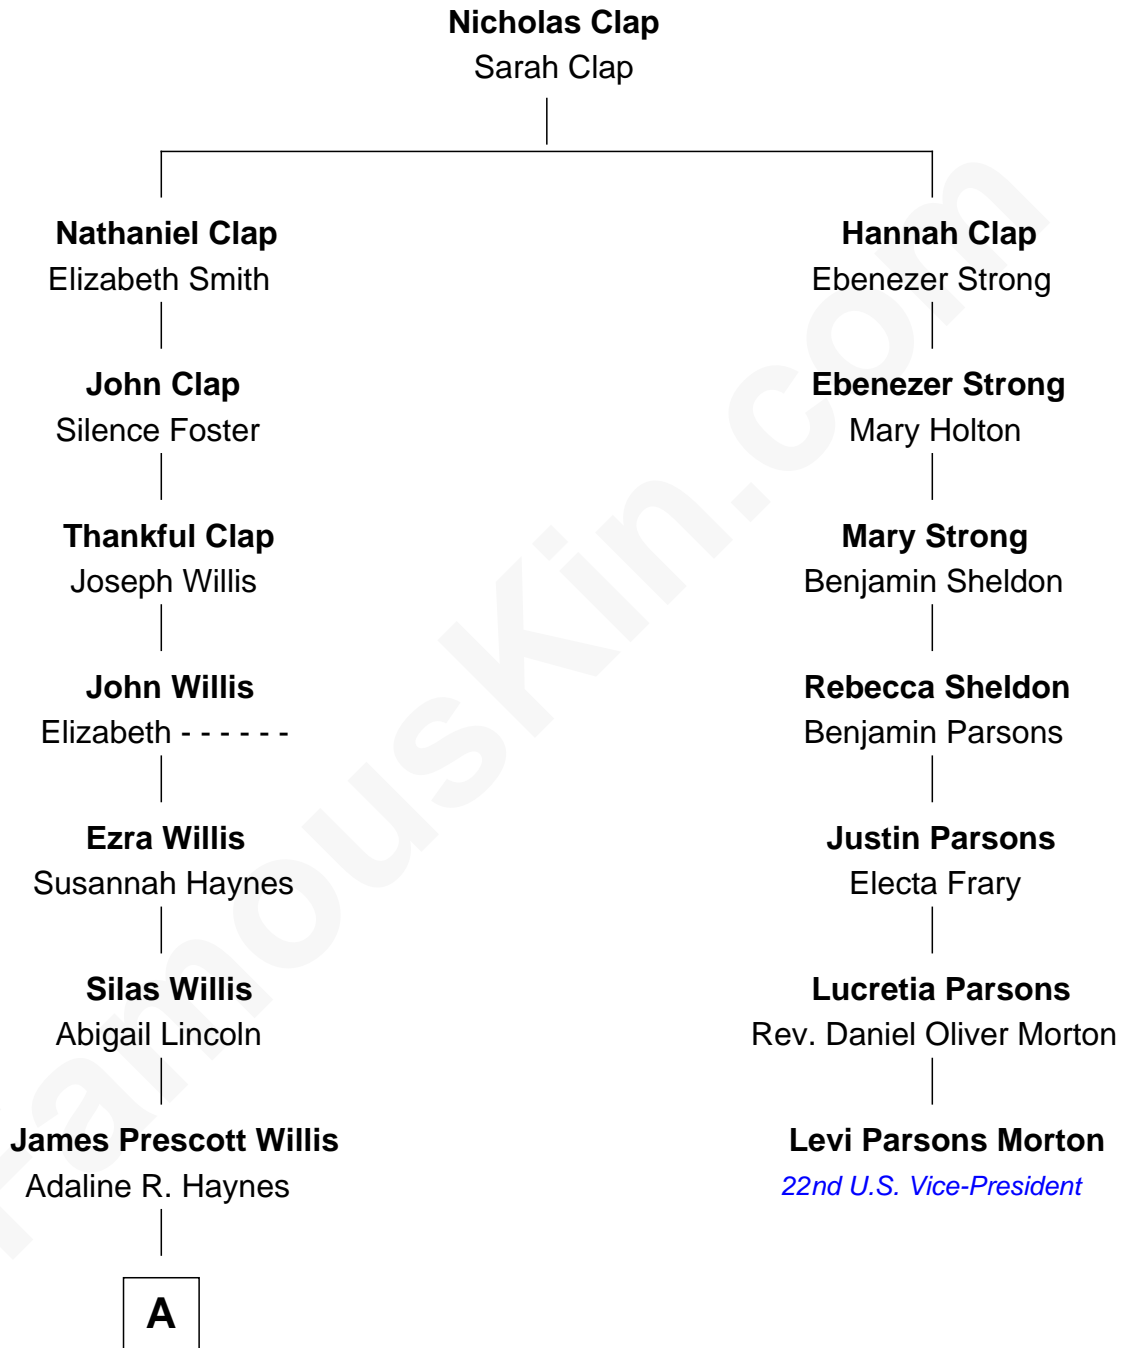 Nicholas Clap
Sarah Clap
Nathaniel Clap
Elizabeth Smith
Hannah Clap
Ebenezer Strong
John Clap
Silence Foster
Ebenezer Strong
Mary Holton
Thankful Clap
Joseph Willis
Mary Strong
Benjamin Sheldon
John Willis
Elizabeth - - - - - -
Rebecca Sheldon
Benjamin Parsons
Ezra Willis
Susannah Haynes
Justin Parsons
Electa Frary
Silas Willis
Abigail Lincoln
Lucretia Parsons
Rev. Daniel Oliver Morton
James Prescott Willis
Adaline R. Haynes
Levi Parsons Morton
22nd U.S. Vice-President
A
FamousKin.com